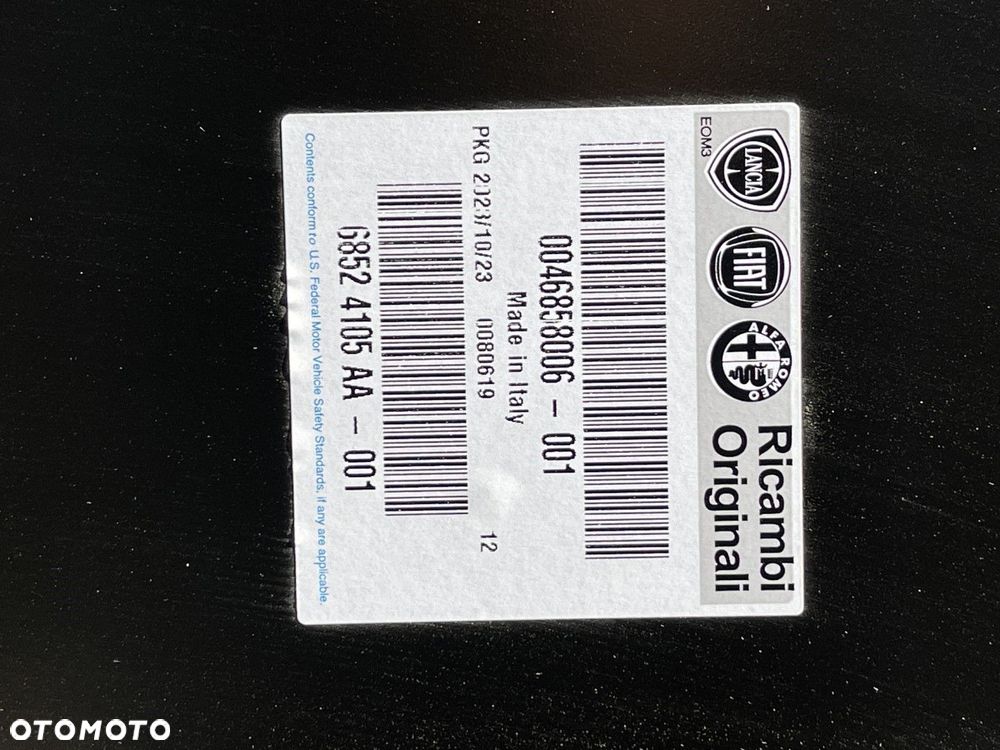 LANCIA
FIAT
ALFA ROMEO
Ricambi
Originali
EOM3
0046858006 - 001
Made in Italy
PKG 2023/10/23 0080619 12
6852 4105 AA - 001
Contents conform to U.S. Federal Motor Vehicle Safety Standards, if any are applicable.
OTOMOTO